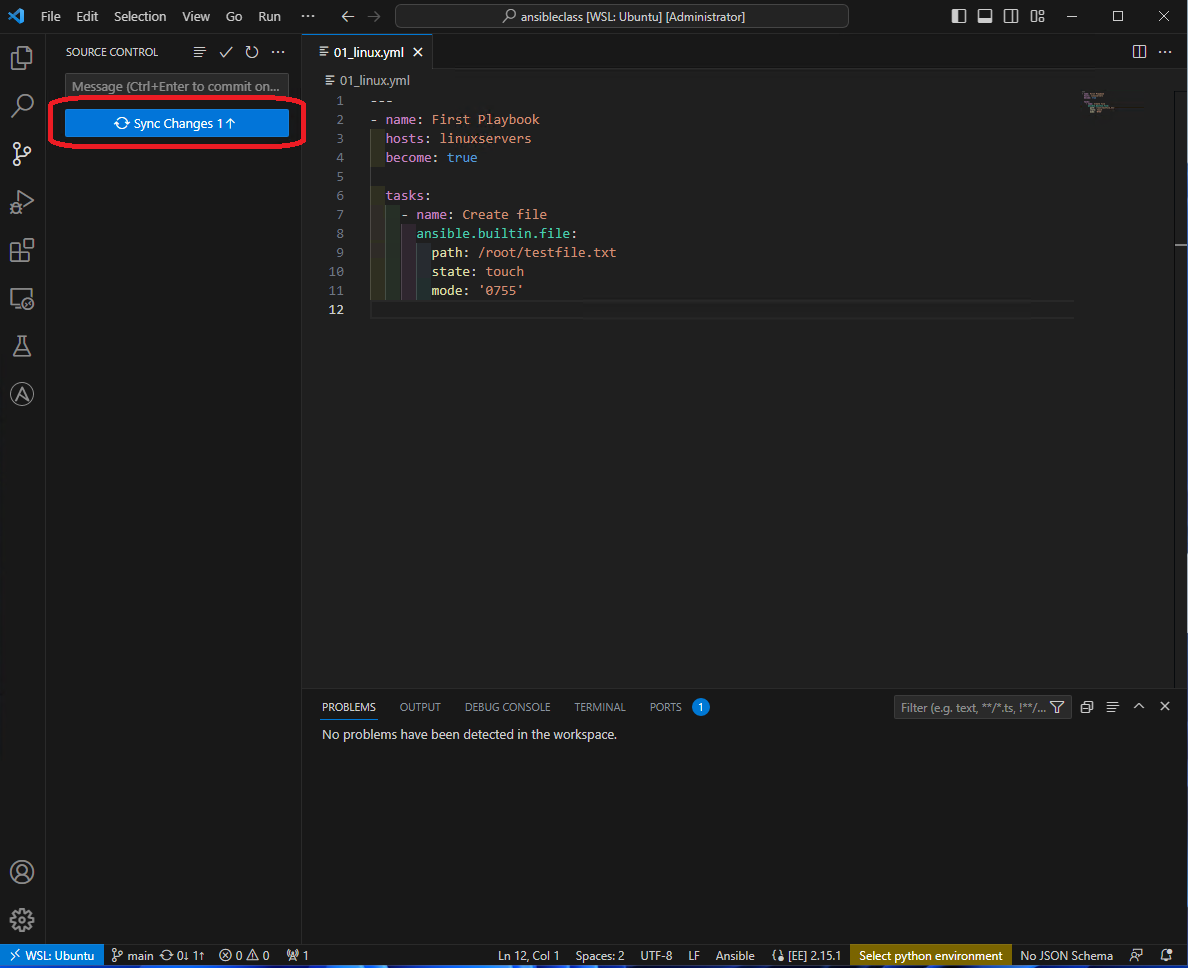 File Edit Selection View Go Run ··· ansibleclass [WSL: Ubuntu] [Administrator]
SOURCE CONTROL
01_linux.yml
Message (Ctrl+Enter to commit on...
Sync Changes 1↑
01_linux.yml
1 ---
2 - name: First Playbook
3 hosts: linuxservers
4 become: true
5
6 tasks:
7 - name: Create file
8 ansible.builtin.file:
9 path: /root/testfile.txt
10 state: touch
11 mode: '0755'
12
PROBLEMS OUTPUT DEBUG CONSOLE TERMINAL PORTS 1 Filter (e.g. text, **/*.ts, !**/...
No problems have been detected in the workspace.
WSL: Ubuntu main 0↓ 1↑ 0 0 1 Ln 12, Col 1 Spaces: 2 UTF-8 LF Ansible [EE] 2.15.1 Select python environment No JSON Schema